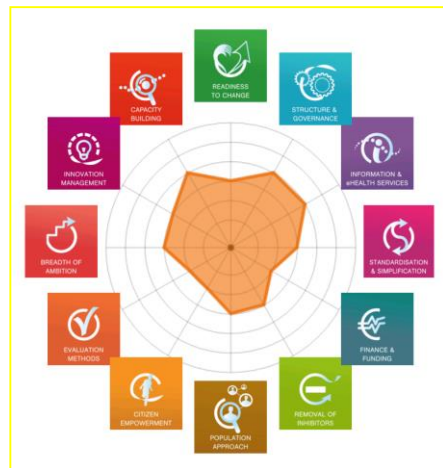 READINESS
TO CHANGE
STRUCTURE &
GOVERNANCE
INFORMATION &
eHEALTH SERVICES
STANDARDISATION
& SIMPLIFICATION
FINANCE &
FUNDING
REMOVAL OF
INHIBITORS
POPULATION
APPROACH
CITIZEN
EMPOWERMENT
EVALUATION
METHODS
BREADTH OF
AMBITION
INNOVATION
MANAGEMENT
CAPACITY
BUILDING